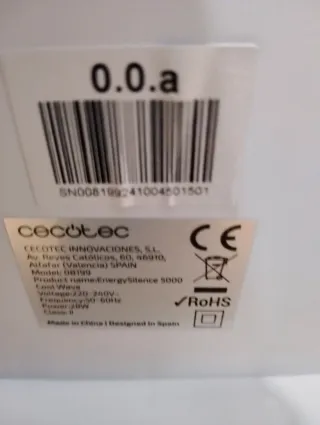 0.0.a
SN008199241004501501
cecotec
CECOTEC INNOVACIONES, S.L.
Av. Reyes Católicos, 60, 46910,
Alfafar (Valencia) SPAIN
Model: 08199
Product name:EnergySilence 5000
Cool Wave
Voltage:220-240V~
Frequency:50-60Hz
Power:28W
Class: II
Made in China | Designed in Spain
CE
✓RoHS